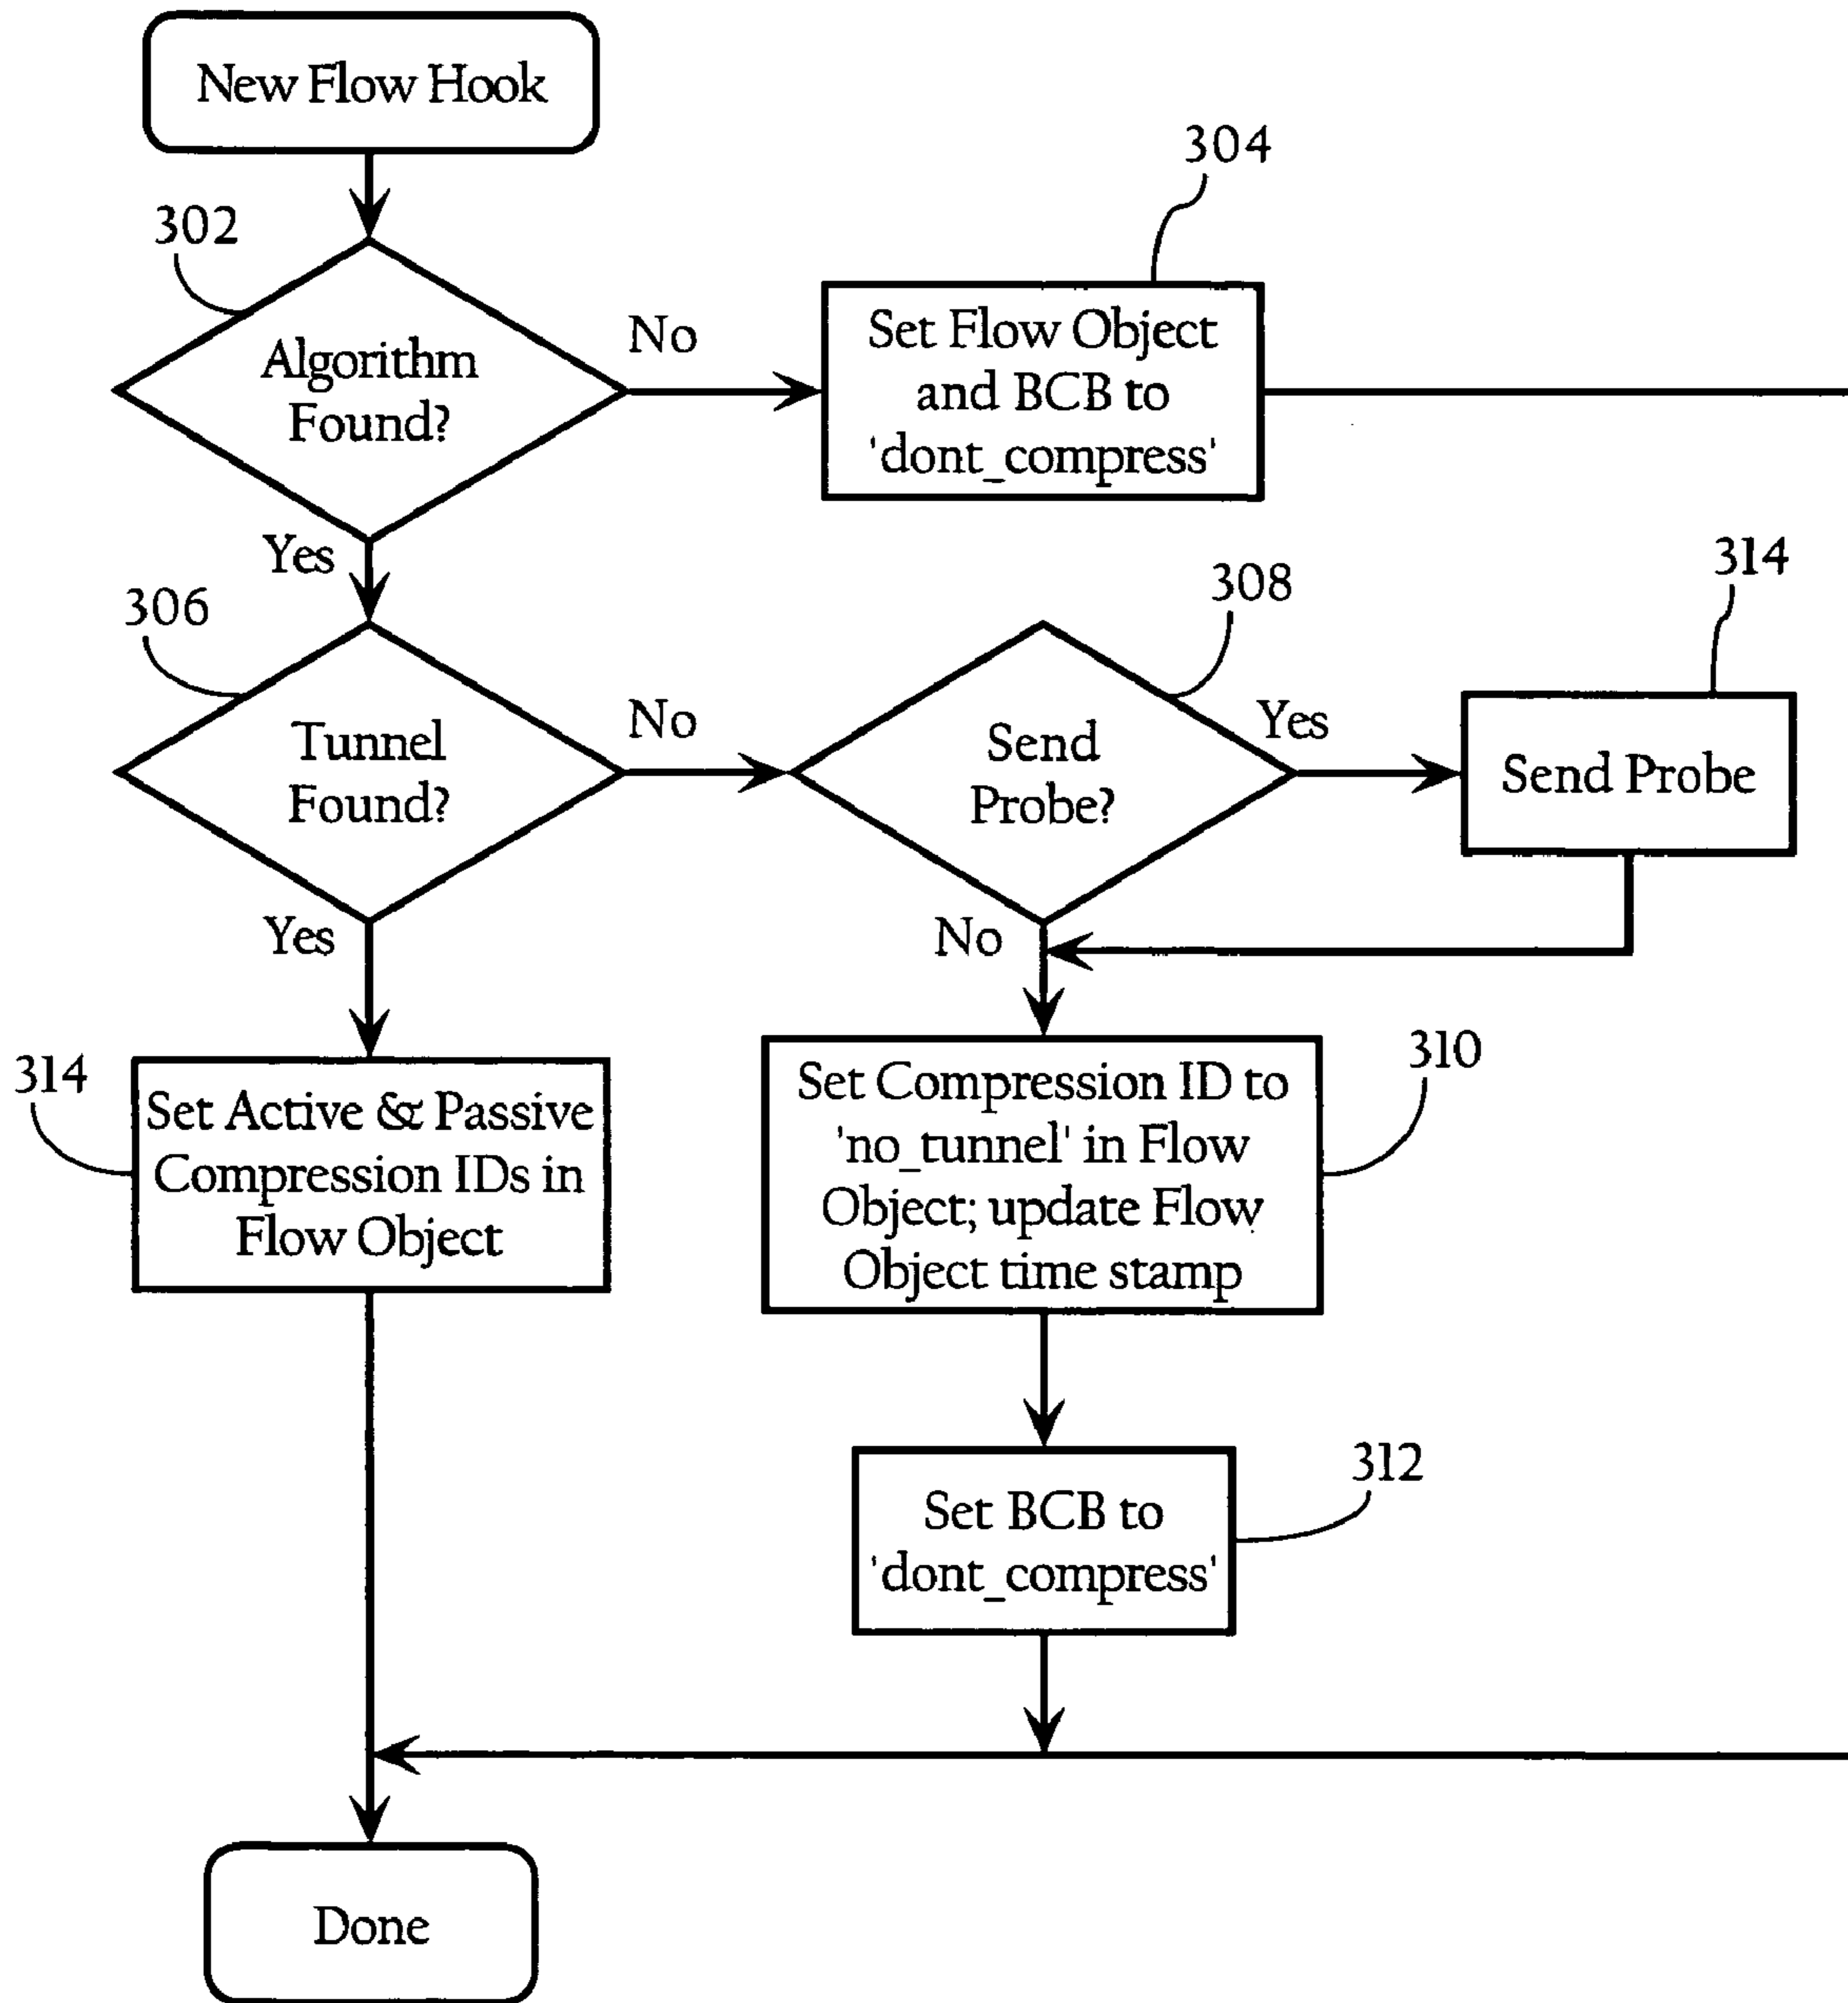 New Flow Hook
304
302
No
Set Flow Object
and BCB to
'dont_compress'
Algorithm
Found?
Yes
306
308
314
No
Yes
Tunnel
Found?
Send
Probe?
Send Probe
Yes
No
314
Set Active & Passive
Compression IDs in
Flow Object
310
Set Compression ID to
'no_tunnel' in Flow
Object; update Flow
Object time stamp
312
Set BCB to
'dont_compress'
Done